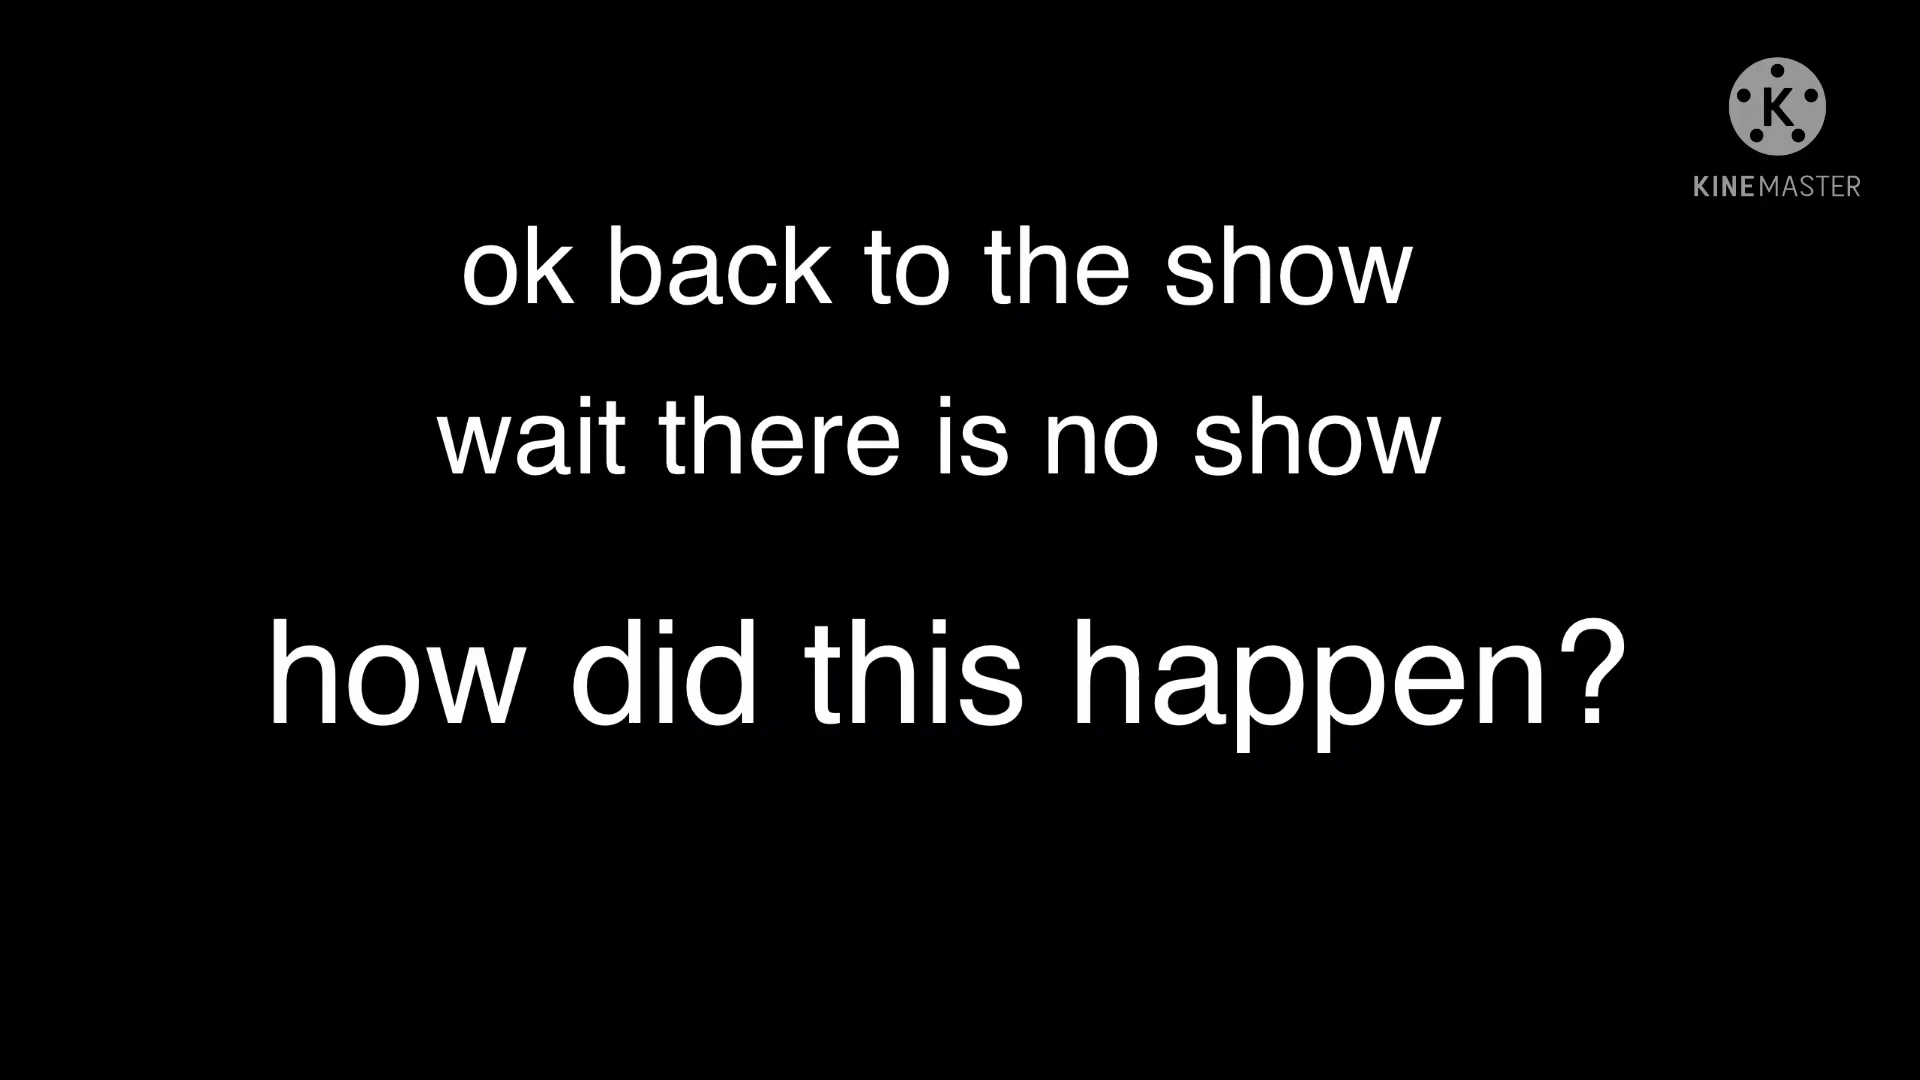 K
KINEMASTER
ok back to the show
wait there is no show
how did this happen?